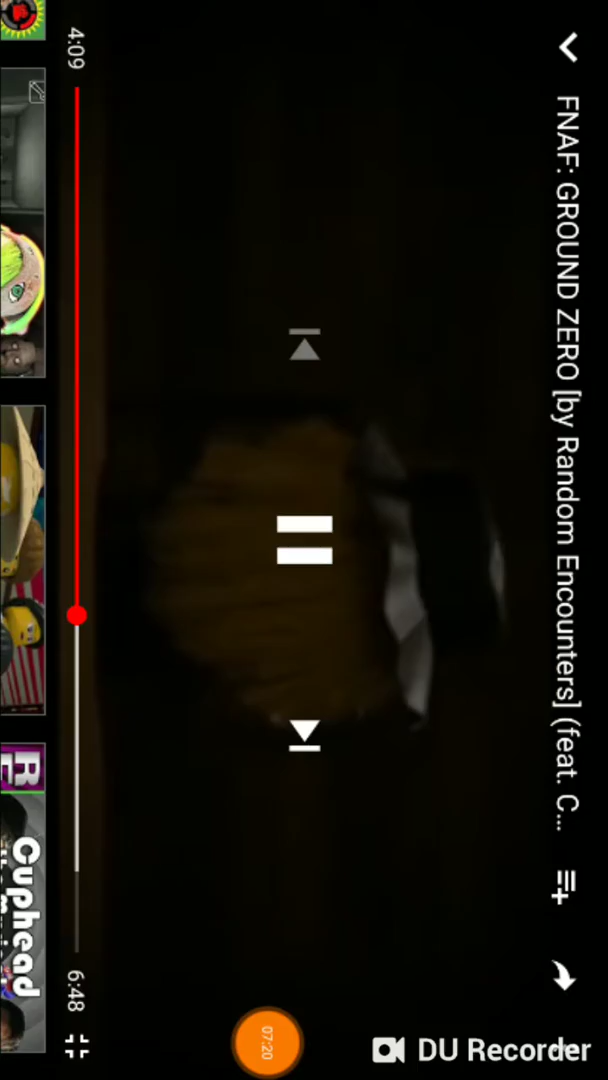 FNAF: GROUND ZERO [by Random Encounters] (feat. C...
4:09
6:48
Cuphead
07:20
DU Recorder